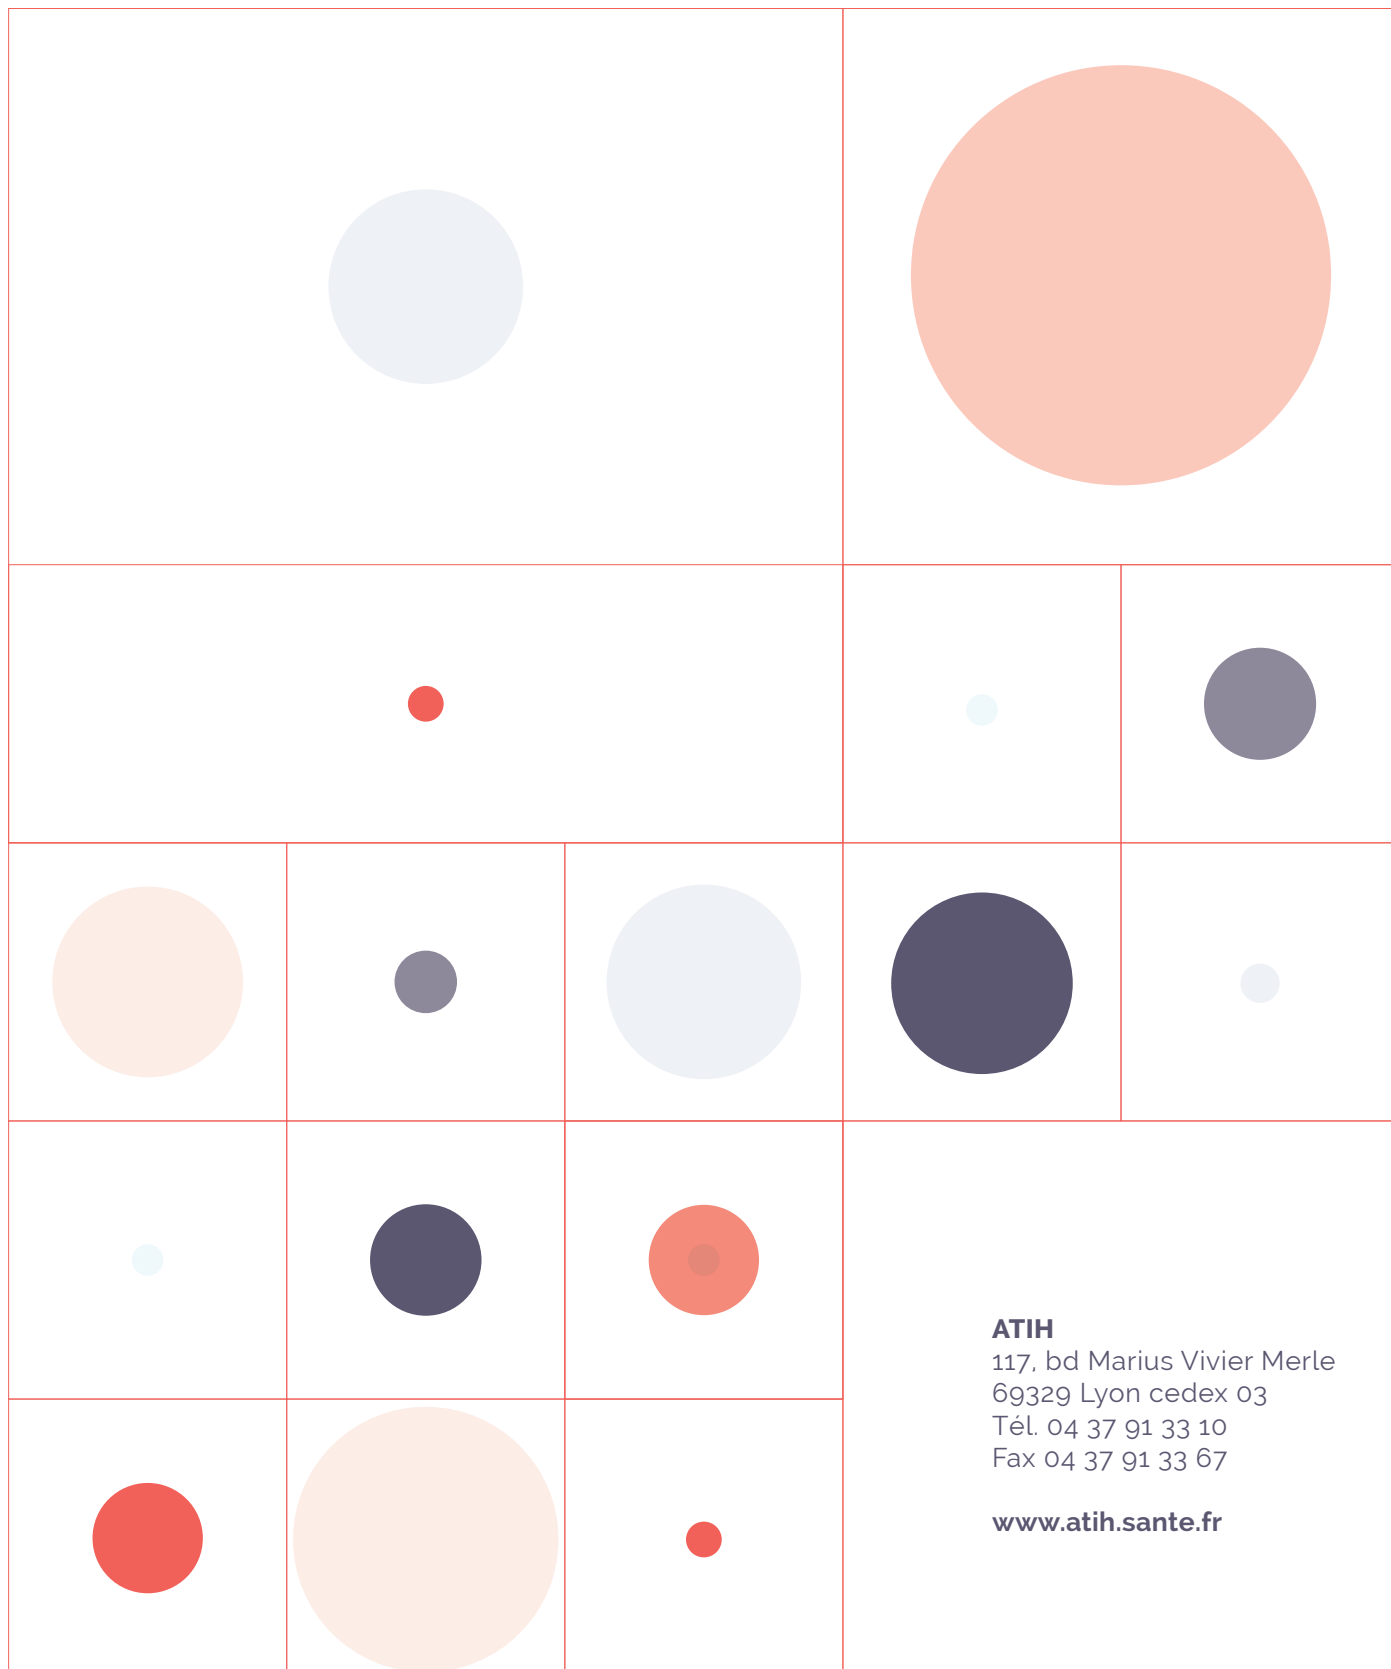 ATIH
117, bd Marius Vivier Merle
69329 Lyon cedex 03
Tél. 04 37 91 33 10
Fax 04 37 91 33 67
www.atih.sante.fr